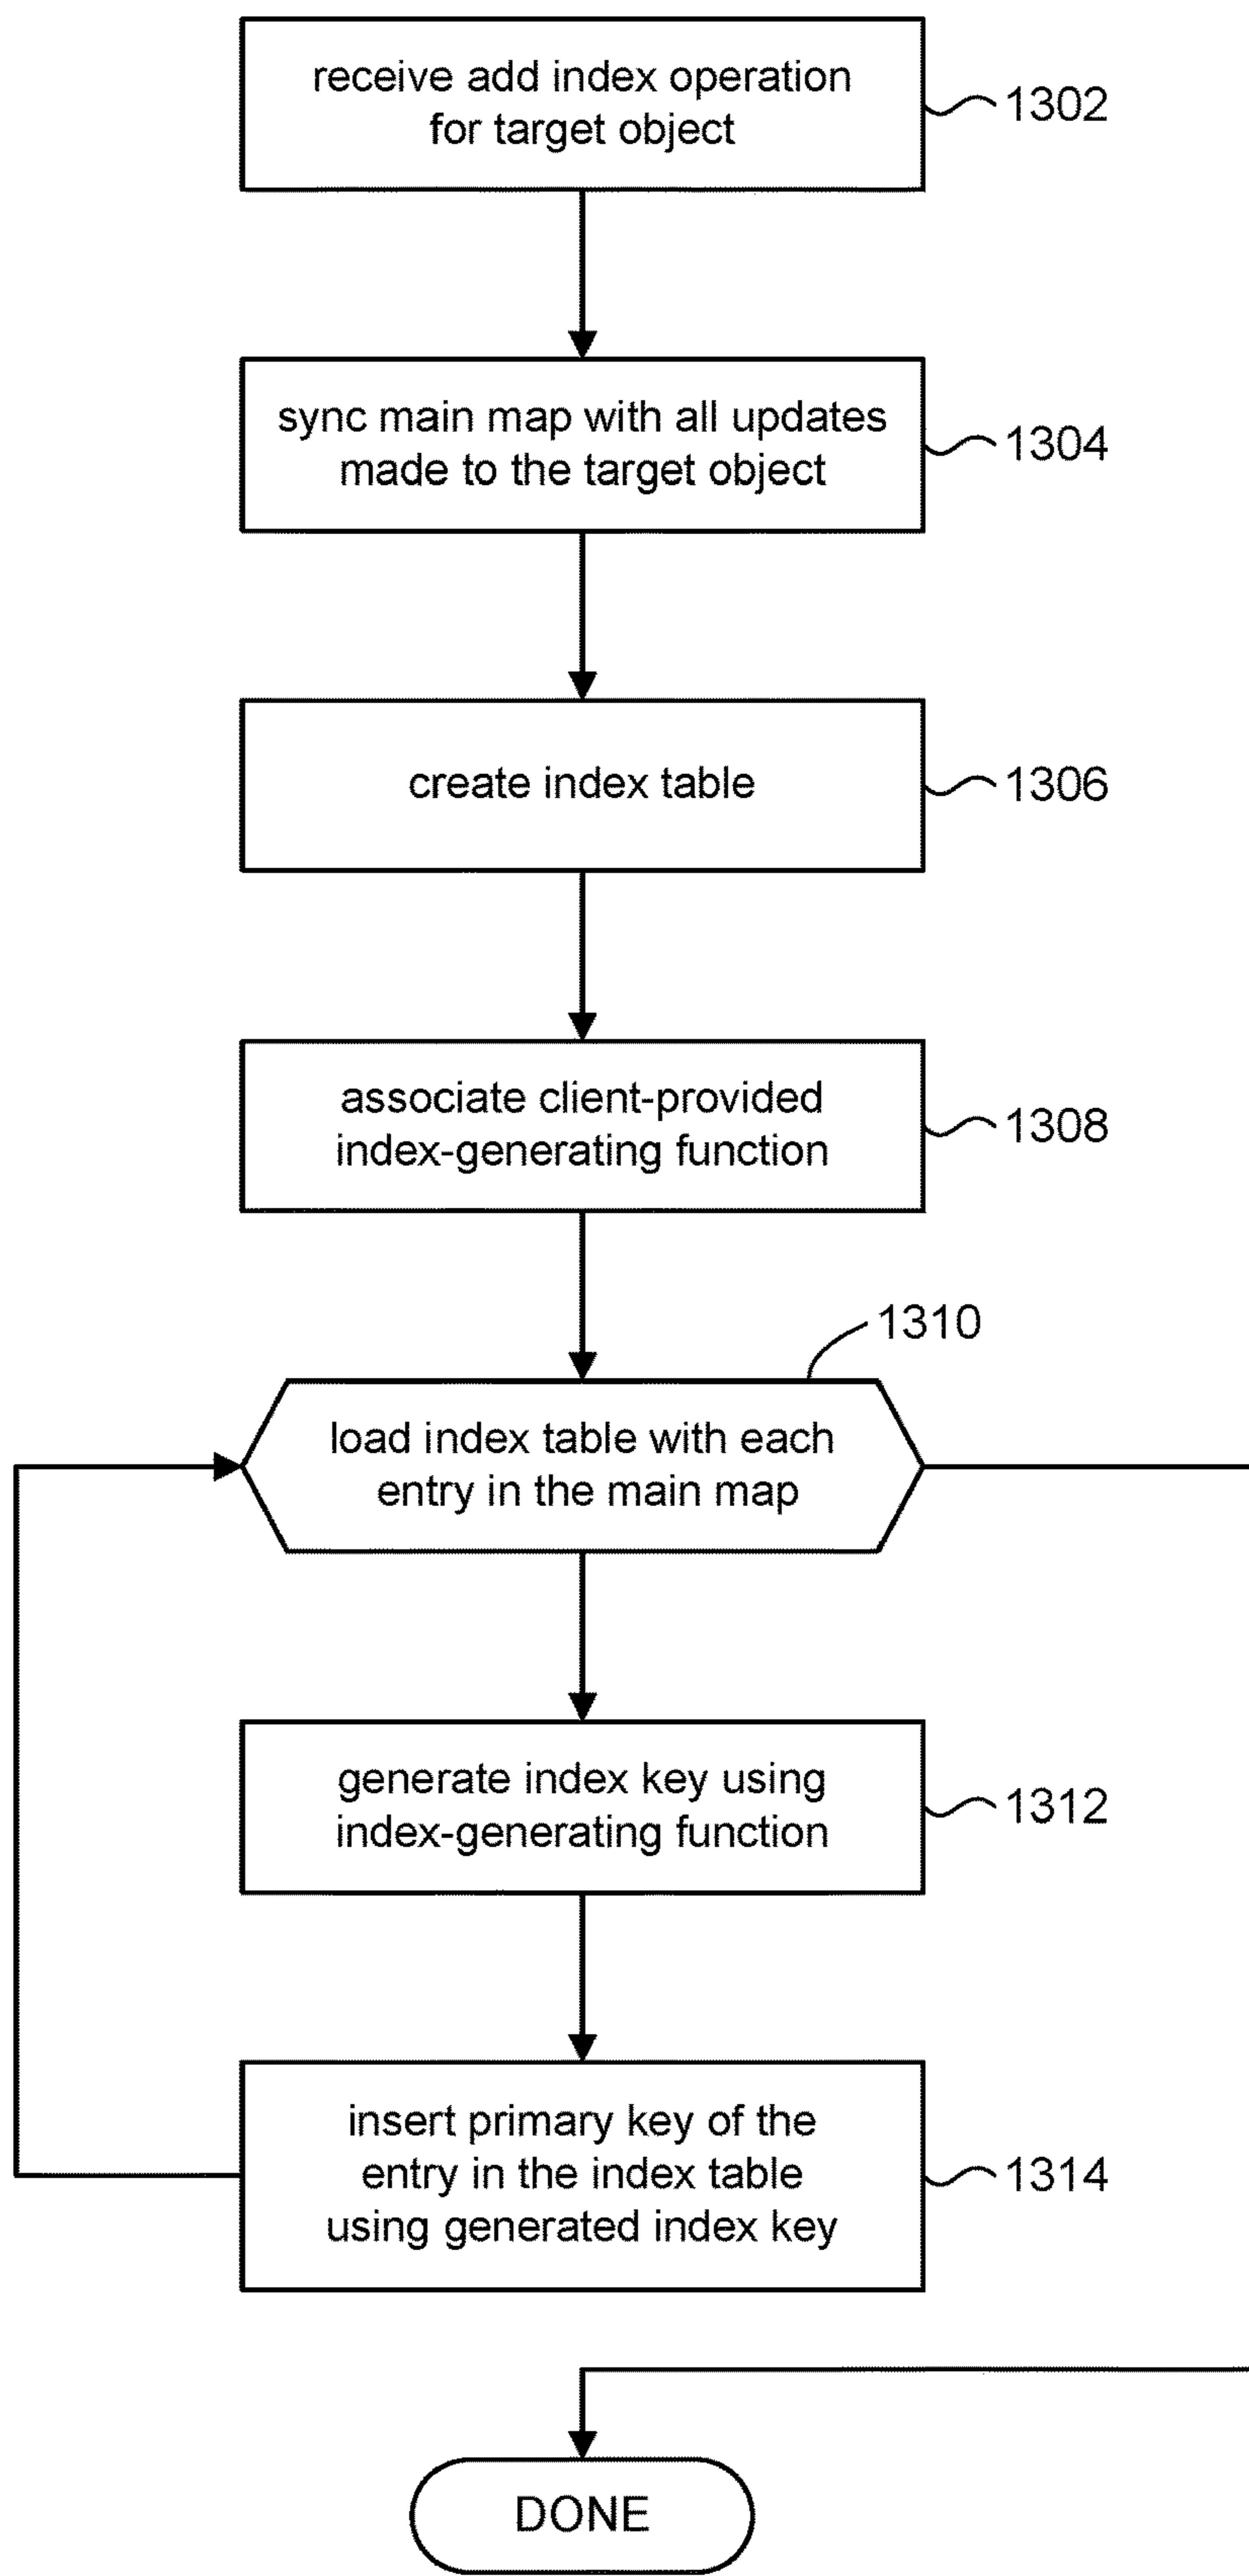 receive add index operation
for target object
1302
sync main map with all updates
made to the target object
1304
create index table
1306
associate client-provided
index-generating function
1308
1310
load index table with each
entry in the main map
generate index key using
index-generating function
1312
insert primary key of the
entry in the index table
using generated index key
1314
DONE